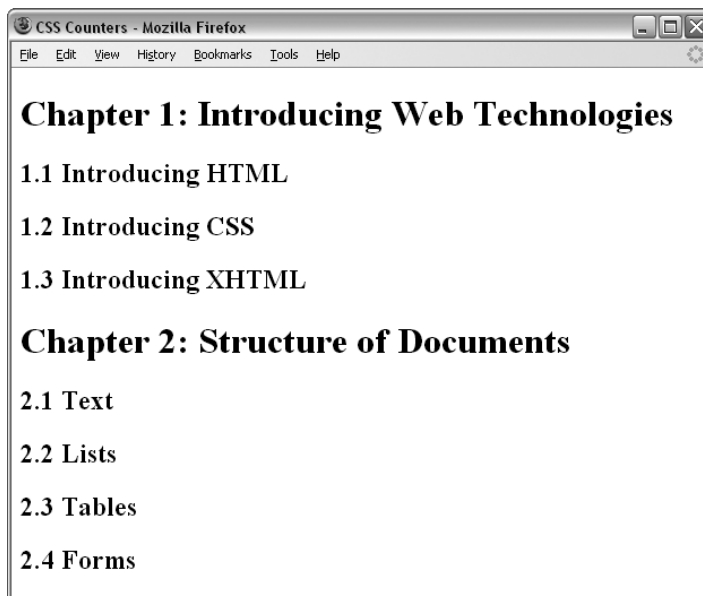 CSS Counters - Mozilla Firefox
File Edit View History Bookmarks Tools Help
Chapter 1: Introducing Web Technologies
1.1 Introducing HTML
1.2 Introducing CSS
1.3 Introducing XHTML
Chapter 2: Structure of Documents
2.1 Text
2.2 Lists
2.3 Tables
2.4 Forms